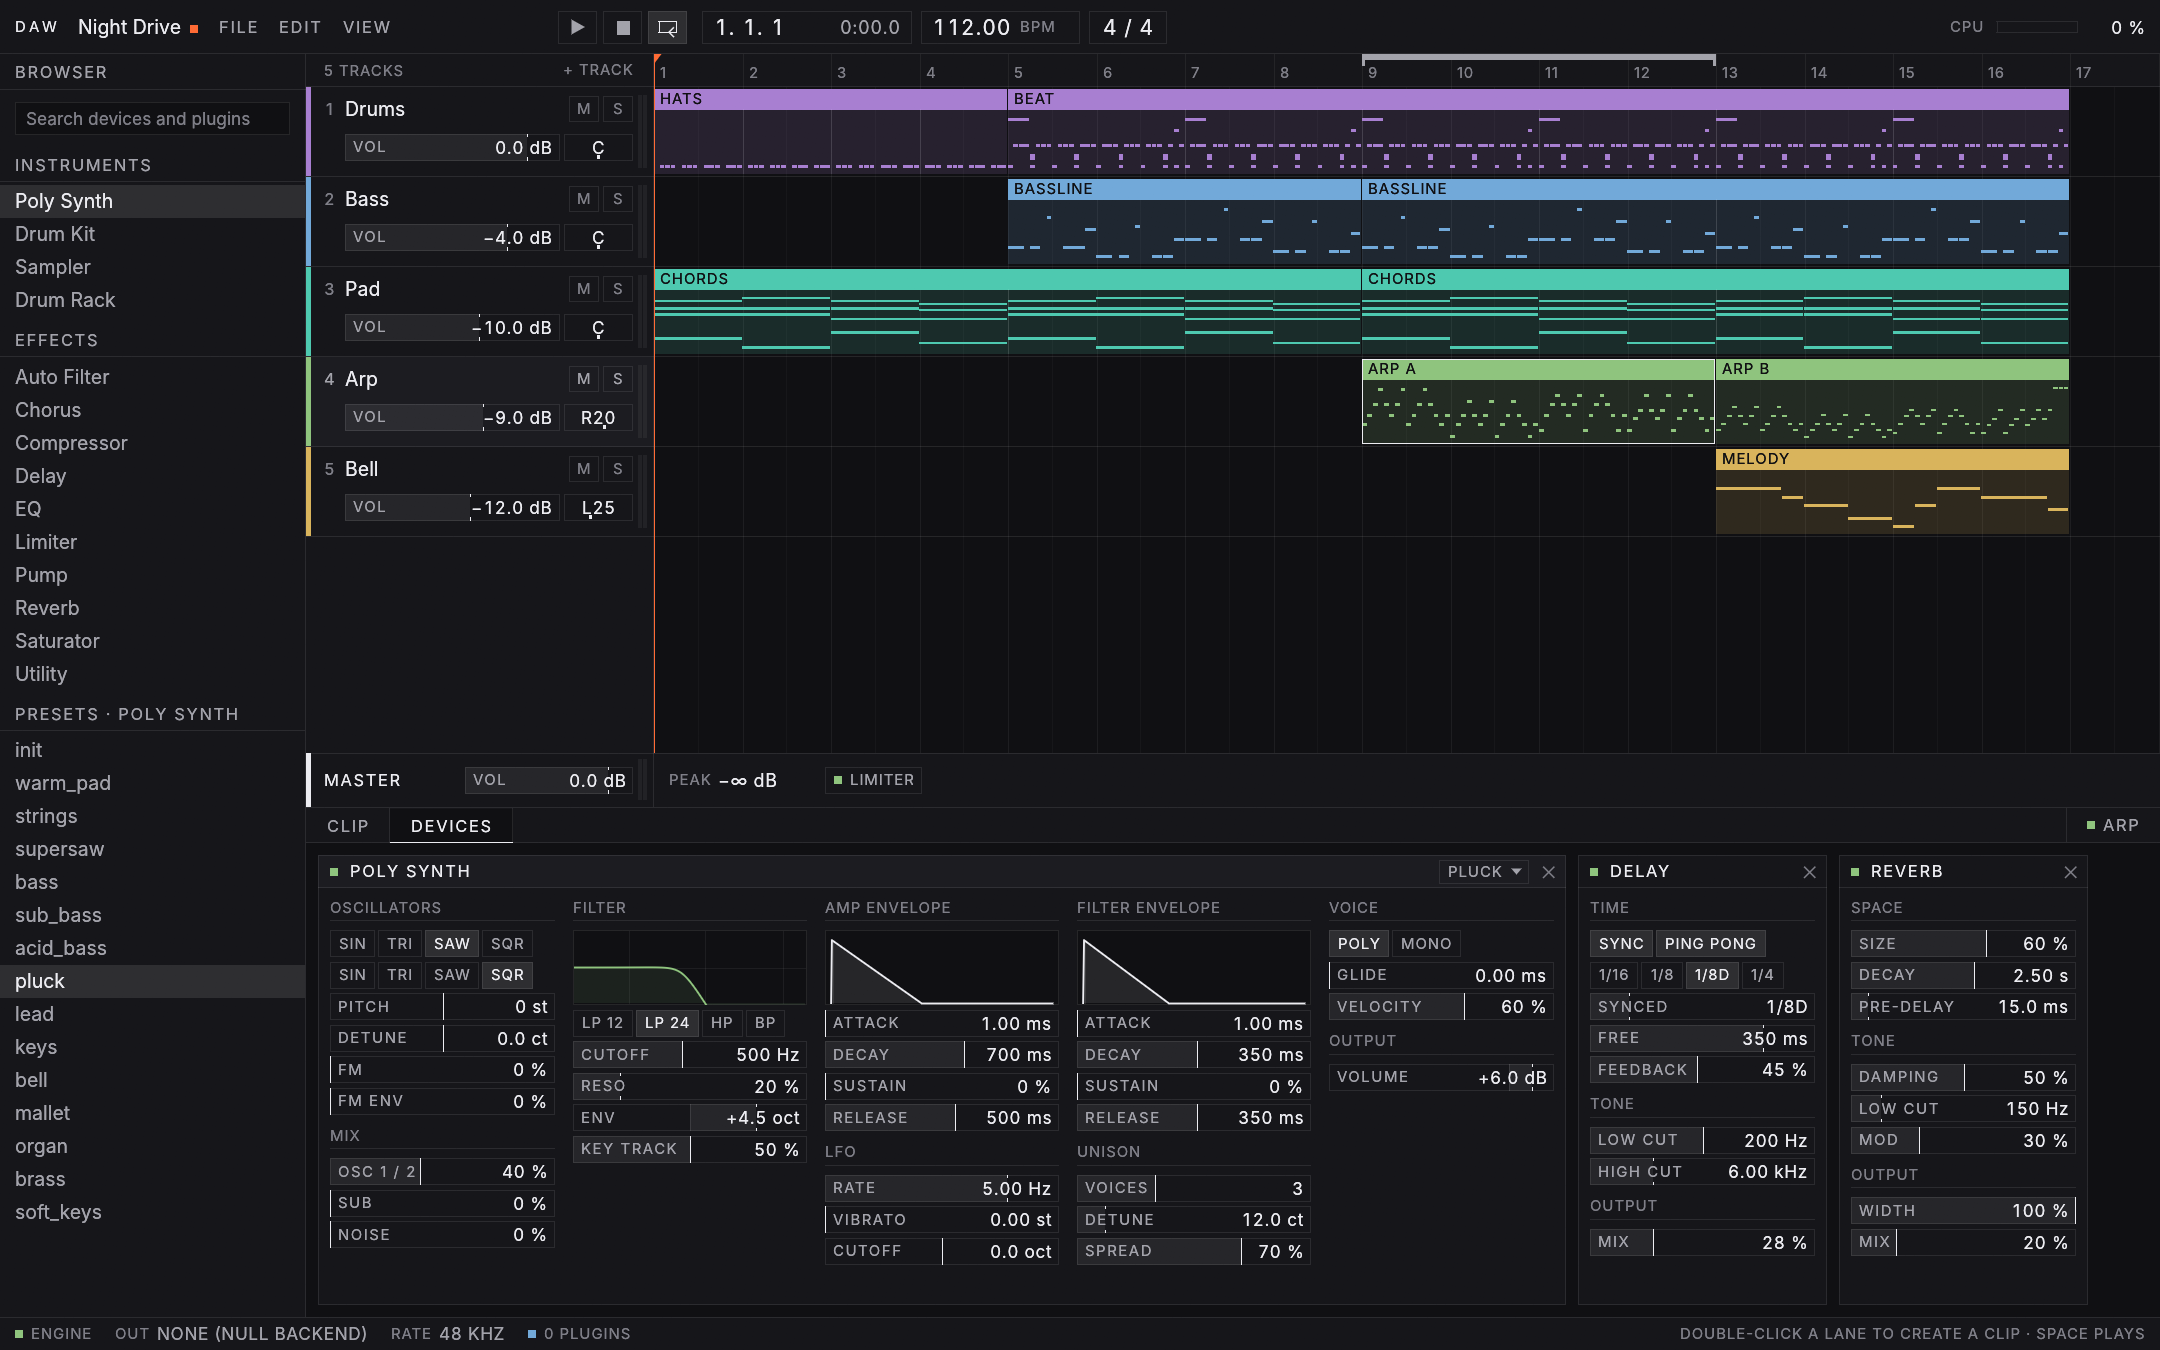 DAW Night Drive FILE EDIT VIEW 1. 1. 1 0:00.0 112.00 BPM 4 / 4 CPU 0 %
BROWSER
Search devices and plugins
INSTRUMENTS
Poly Synth
Drum Kit
Sampler
Drum Rack
EFFECTS
Auto Filter
Chorus
Compressor
Delay
EQ
Limiter
Pump
Reverb
Saturator
Utility
PRESETS · POLY SYNTH
init
warm_pad
strings
supersaw
bass
sub_bass
acid_bass
pluck
lead
keys
bell
mallet
organ
brass
soft_keys
5 TRACKS + TRACK
1 2 3 4 5 6 7 8 9 10 11 12 13 14 15 16 17
1 Drums M S
VOL 0.0 dB C
HATS BEAT
2 Bass M S
VOL −4.0 dB C
BASSLINE BASSLINE
3 Pad M S
VOL −10.0 dB C
CHORDS CHORDS
4 Arp M S
VOL −9.0 dB R20
ARP A ARP B
5 Bell M S
VOL −12.0 dB L25
MELODY
MASTER VOL 0.0 dB PEAK −∞ dB LIMITER
CLIP DEVICES ARP
POLY SYNTH PLUCK
OSCILLATORS
SIN TRI SAW SQR
SIN TRI SAW SQR
PITCH 0 st
DETUNE 0.0 ct
FM 0 %
FM ENV 0 %
MIX
OSC 1 / 2 40 %
SUB 0 %
NOISE 0 %
FILTER
LP 12 LP 24 HP BP
CUTOFF 500 Hz
RESO 20 %
ENV +4.5 oct
KEY TRACK 50 %
AMP ENVELOPE
ATTACK 1.00 ms
DECAY 700 ms
SUSTAIN 0 %
RELEASE 500 ms
LFO
RATE 5.00 Hz
VIBRATO 0.00 st
CUTOFF 0.0 oct
FILTER ENVELOPE
ATTACK 1.00 ms
DECAY 350 ms
SUSTAIN 0 %
RELEASE 350 ms
UNISON
VOICES 3
DETUNE 12.0 ct
SPREAD 70 %
VOICE
POLY MONO
GLIDE 0.00 ms
VELOCITY 60 %
OUTPUT
VOLUME +6.0 dB
DELAY
TIME
SYNC PING PONG
1/16 1/8 1/8D 1/4
SYNCED 1/8D
FREE 350 ms
FEEDBACK 45 %
TONE
LOW CUT 200 Hz
HIGH CUT 6.00 kHz
OUTPUT
MIX 28 %
REVERB
SPACE
SIZE 60 %
DECAY 2.50 s
PRE-DELAY 15.0 ms
TONE
DAMPING 50 %
LOW CUT 150 Hz
MOD 30 %
OUTPUT
WIDTH 100 %
MIX 20 %
ENGINE OUT NONE (NULL BACKEND) RATE 48 KHZ 0 PLUGINS DOUBLE-CLICK A LANE TO CREATE A CLIP · SPACE PLAYS